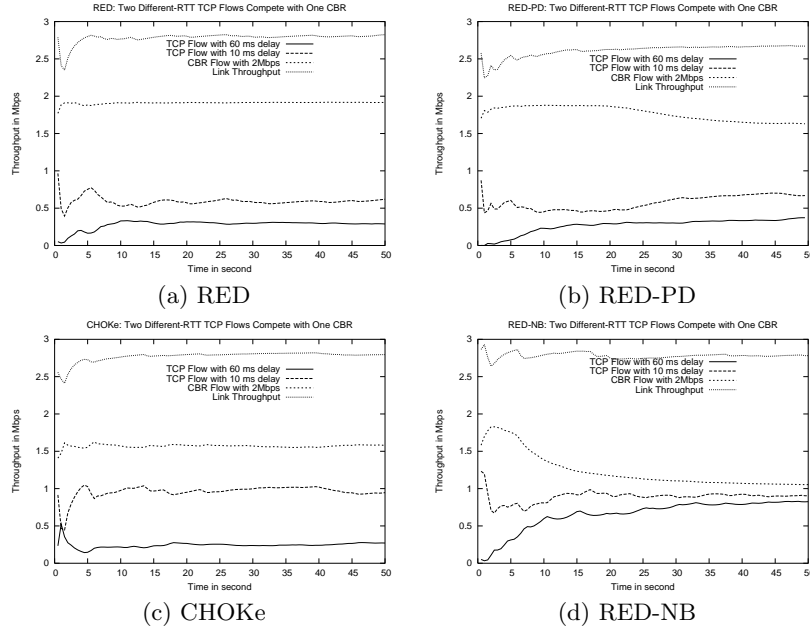 RED: Two Different-RTT TCP Flows Compete with One CBR
3
2.5
2
1.5
1
0.5
0
Throughput in Mbps
TCP Flow with 60 ms delay
TCP Flow with 10 ms delay
CBR Flow with 2Mbps
Link Throughput
0 5 10 15 20 25 30 35 40 45 50
Time in second
(a) RED
RED-PD: Two Different-RTT TCP Flows Compete with One CBR
3
2.5
2
1.5
1
0.5
0
Throughput in Mbps
TCP Flow with 60 ms delay
TCP Flow with 10 ms delay
CBR Flow with 2Mbps
Link Throughput
0 5 10 15 20 25 30 35 40 45 50
Time in second
(b) RED-PD
CHOKe: Two Different-RTT TCP Flows Compete with One CBR
3
2.5
2
1.5
1
0.5
0
Throughput in Mbps
TCP Flow with 60 ms delay
TCP Flow with 10 ms delay
CBR Flow with 2Mbps
Link Throughput
0 5 10 15 20 25 30 35 40 45 50
Time in second
(c) CHOKe
RED-NB: Two Different-RTT TCP Flows Compete with One CBR
3
2.5
2
1.5
1
0.5
0
Throughput in Mbps
TCP Flow with 60 ms delay
TCP Flow with 10 ms delay
CBR Flow with 2Mbps
Link Throughput
0 5 10 15 20 25 30 35 40 45 50
Time in second
(d) RED-NB